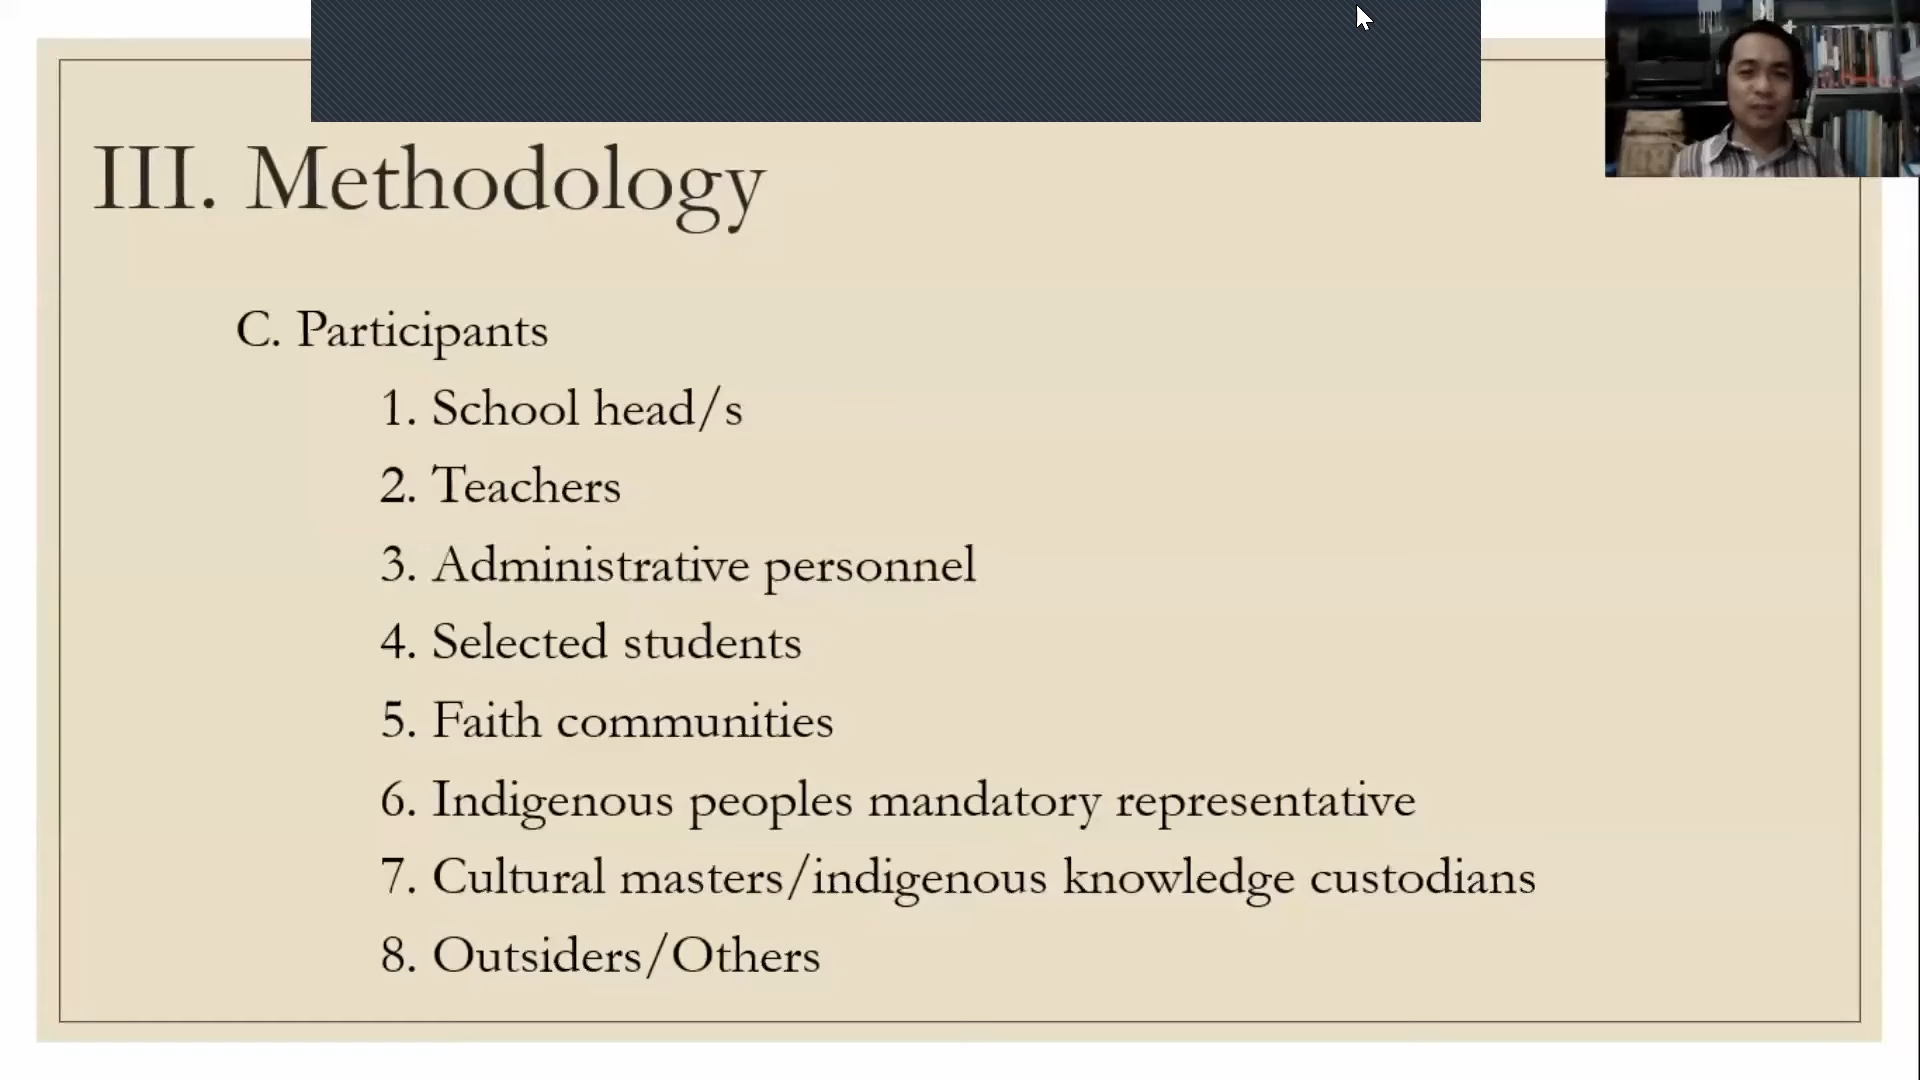 III. Methodology
C. Participants
1. School head/s
2. Teachers
3. Administrative personnel
4. Selected students
5. Faith communities
6. Indigenous peoples mandatory representative
7. Cultural masters/indigenous knowledge custodians
8. Outsiders/Others